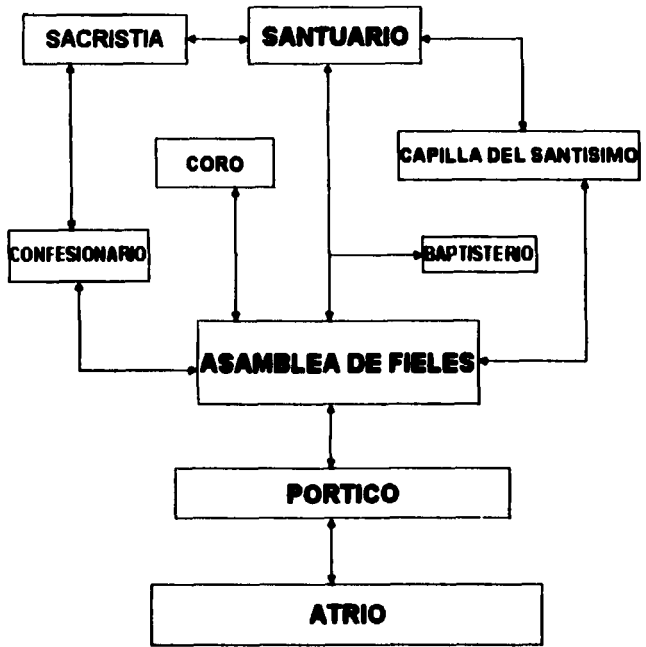 SACRISTIA
SANTUARIO
CORO
CAPILLA DEL SANTISIMO
CONFESIONARIO
BAPTISTERIO
ASAMBLEA DE FIELES
PORTICO
ATRIO